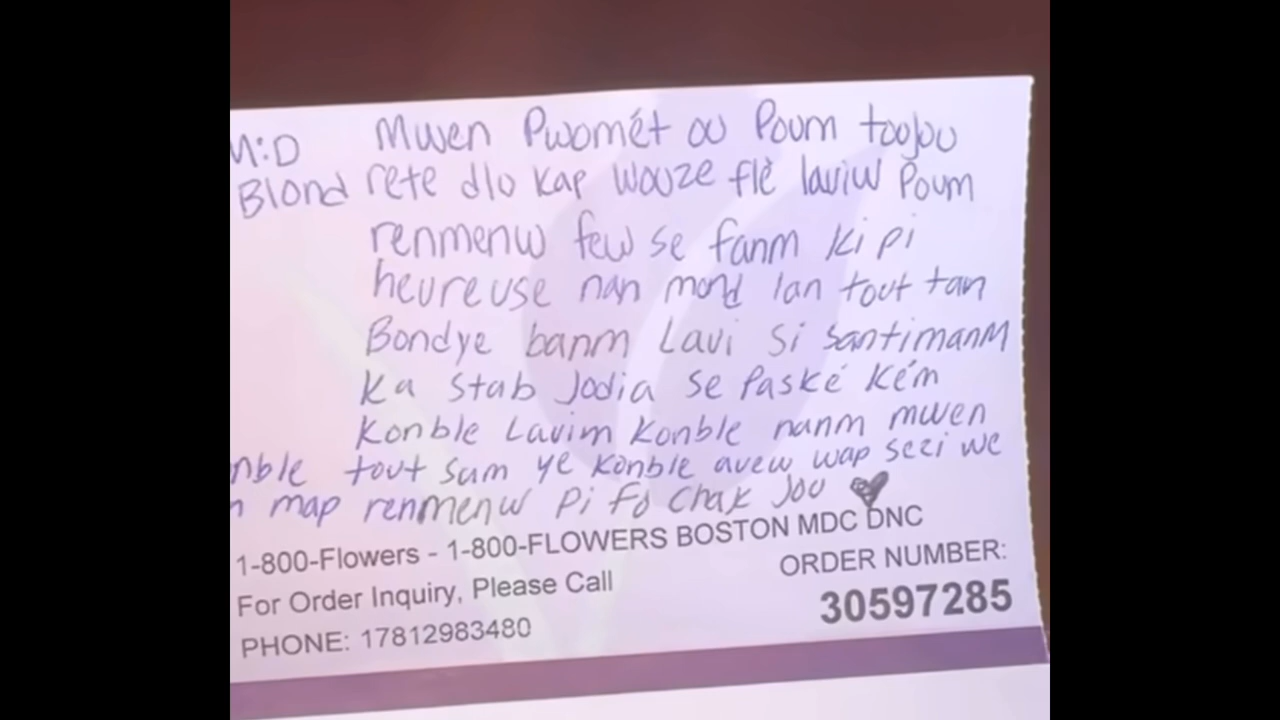 M:D Mwen Pwomét ou Poum toujou
Blond rete dlo kap wouze flè laviw Poum
renmenw few se fanm ki pi
heureuse nan mond lan tout tan
Bondye banm Lavi Si Santimanm
Ka Stab Jodia Se Paské Kém
Konble Lavim Konble nanm mwen
nble tout sum ye Konble avew wap sezi we
map renmenw Pi Fo Chak Jou
1-800-Flowers - 1-800-FLOWERS BOSTON MDC DNC
For Order Inquiry, Please Call
ORDER NUMBER:
PHONE: 17812983480
30597285